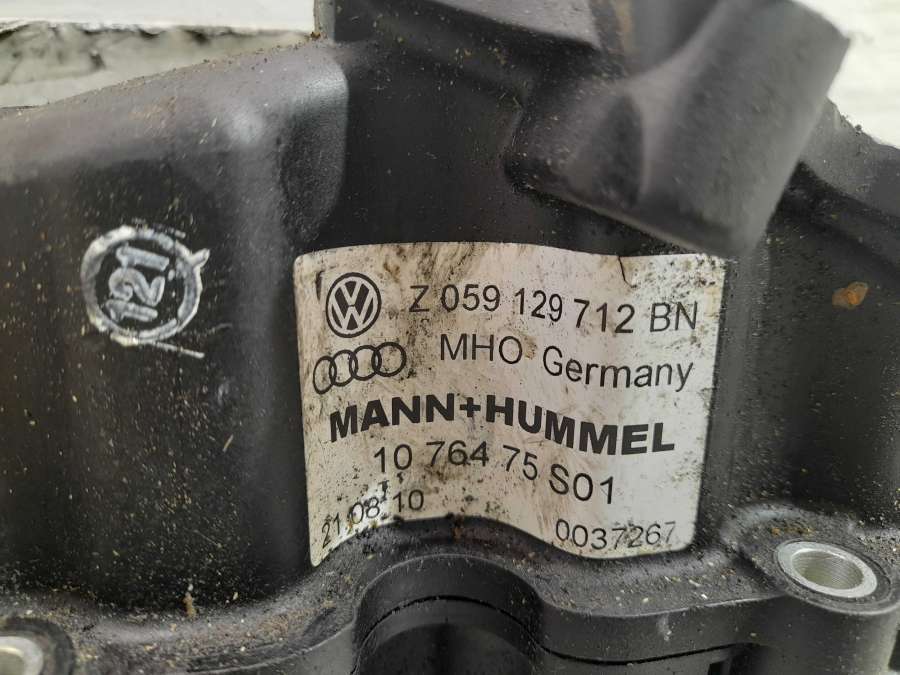 121
Z 059 129 712 BN
MHO Germany
MANN+HUMMEL
10 764 75 S01
21.08.10
0037267